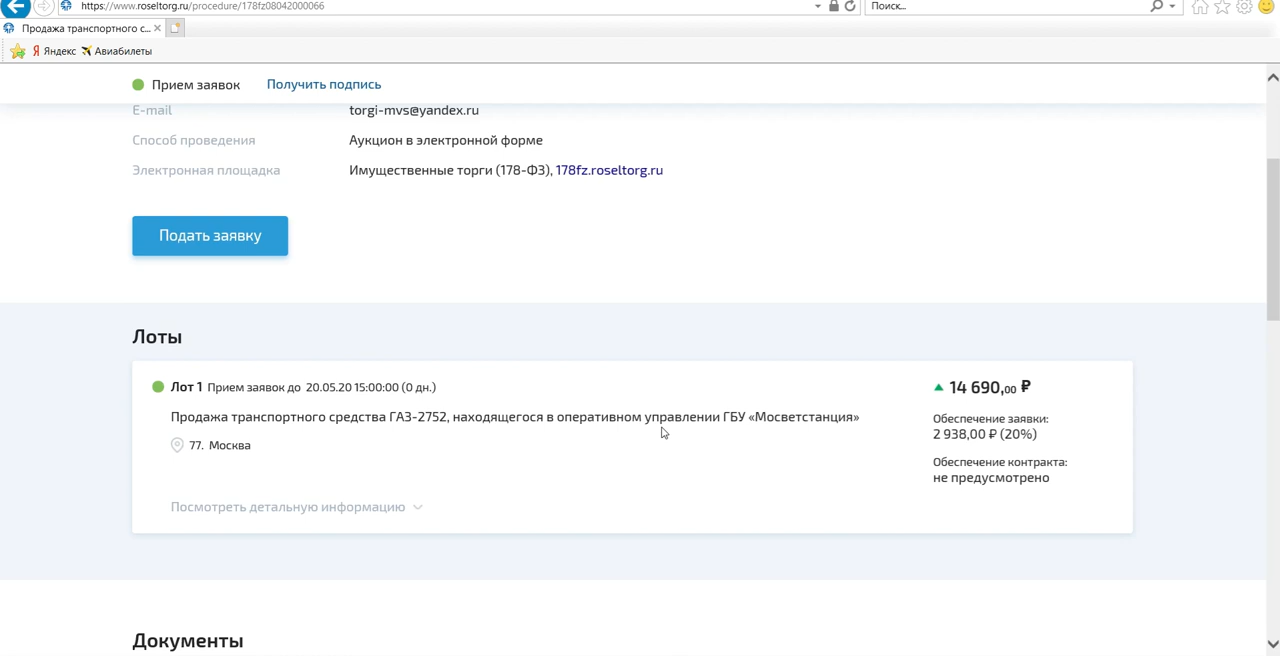 https://www.roseltorg.ru/procedure/178fz08042000066
Поиск...
Продажа транспортного с...
Яндекс
Авиабилеты
Прием заявок
Получить подпись
E-mail
torgi-mvs@yandex.ru
Способ проведения
Аукцион в электронной форме
Электронная площадка
Имущественные торги (178-ФЗ), 178fz.roseltorg.ru
Подать заявку
Лоты
Лот 1 Прием заявок до 20.05.20 15:00:00 (0 дн.)
14 690,00 ₽
Продажа транспортного средства ГАЗ-2752, находящегося в оперативном управлении ГБУ «Мосветстанция»
Обеспечение заявки:
2 938,00 ₽ (20%)
77. Москва
Обеспечение контракта:
не предусмотрено
Посмотреть детальную информацию
Документы